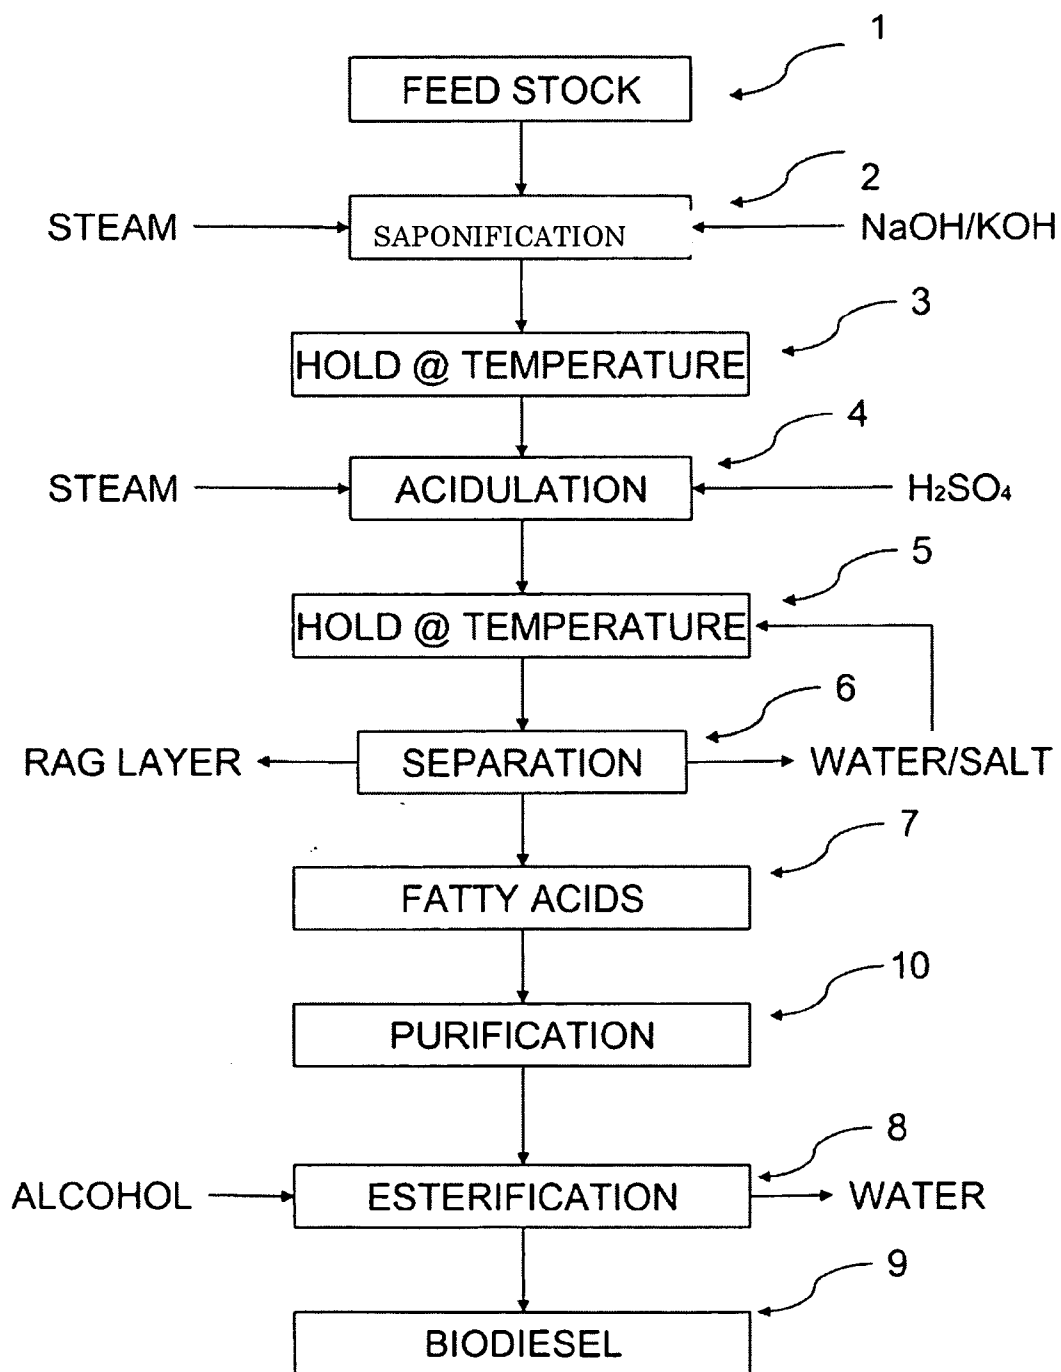 1
FEED STOCK
2
STEAM
SAPONIFICATION
NaOH/KOH
3
HOLD @ TEMPERATURE
4
STEAM
ACIDULATION
H₂SO₄
5
HOLD @ TEMPERATURE
6
RAG LAYER
SEPARATION
WATER/SALT
7
FATTY ACIDS
10
PURIFICATION
8
ALCOHOL
ESTERIFICATION
WATER
9
BIODIESEL